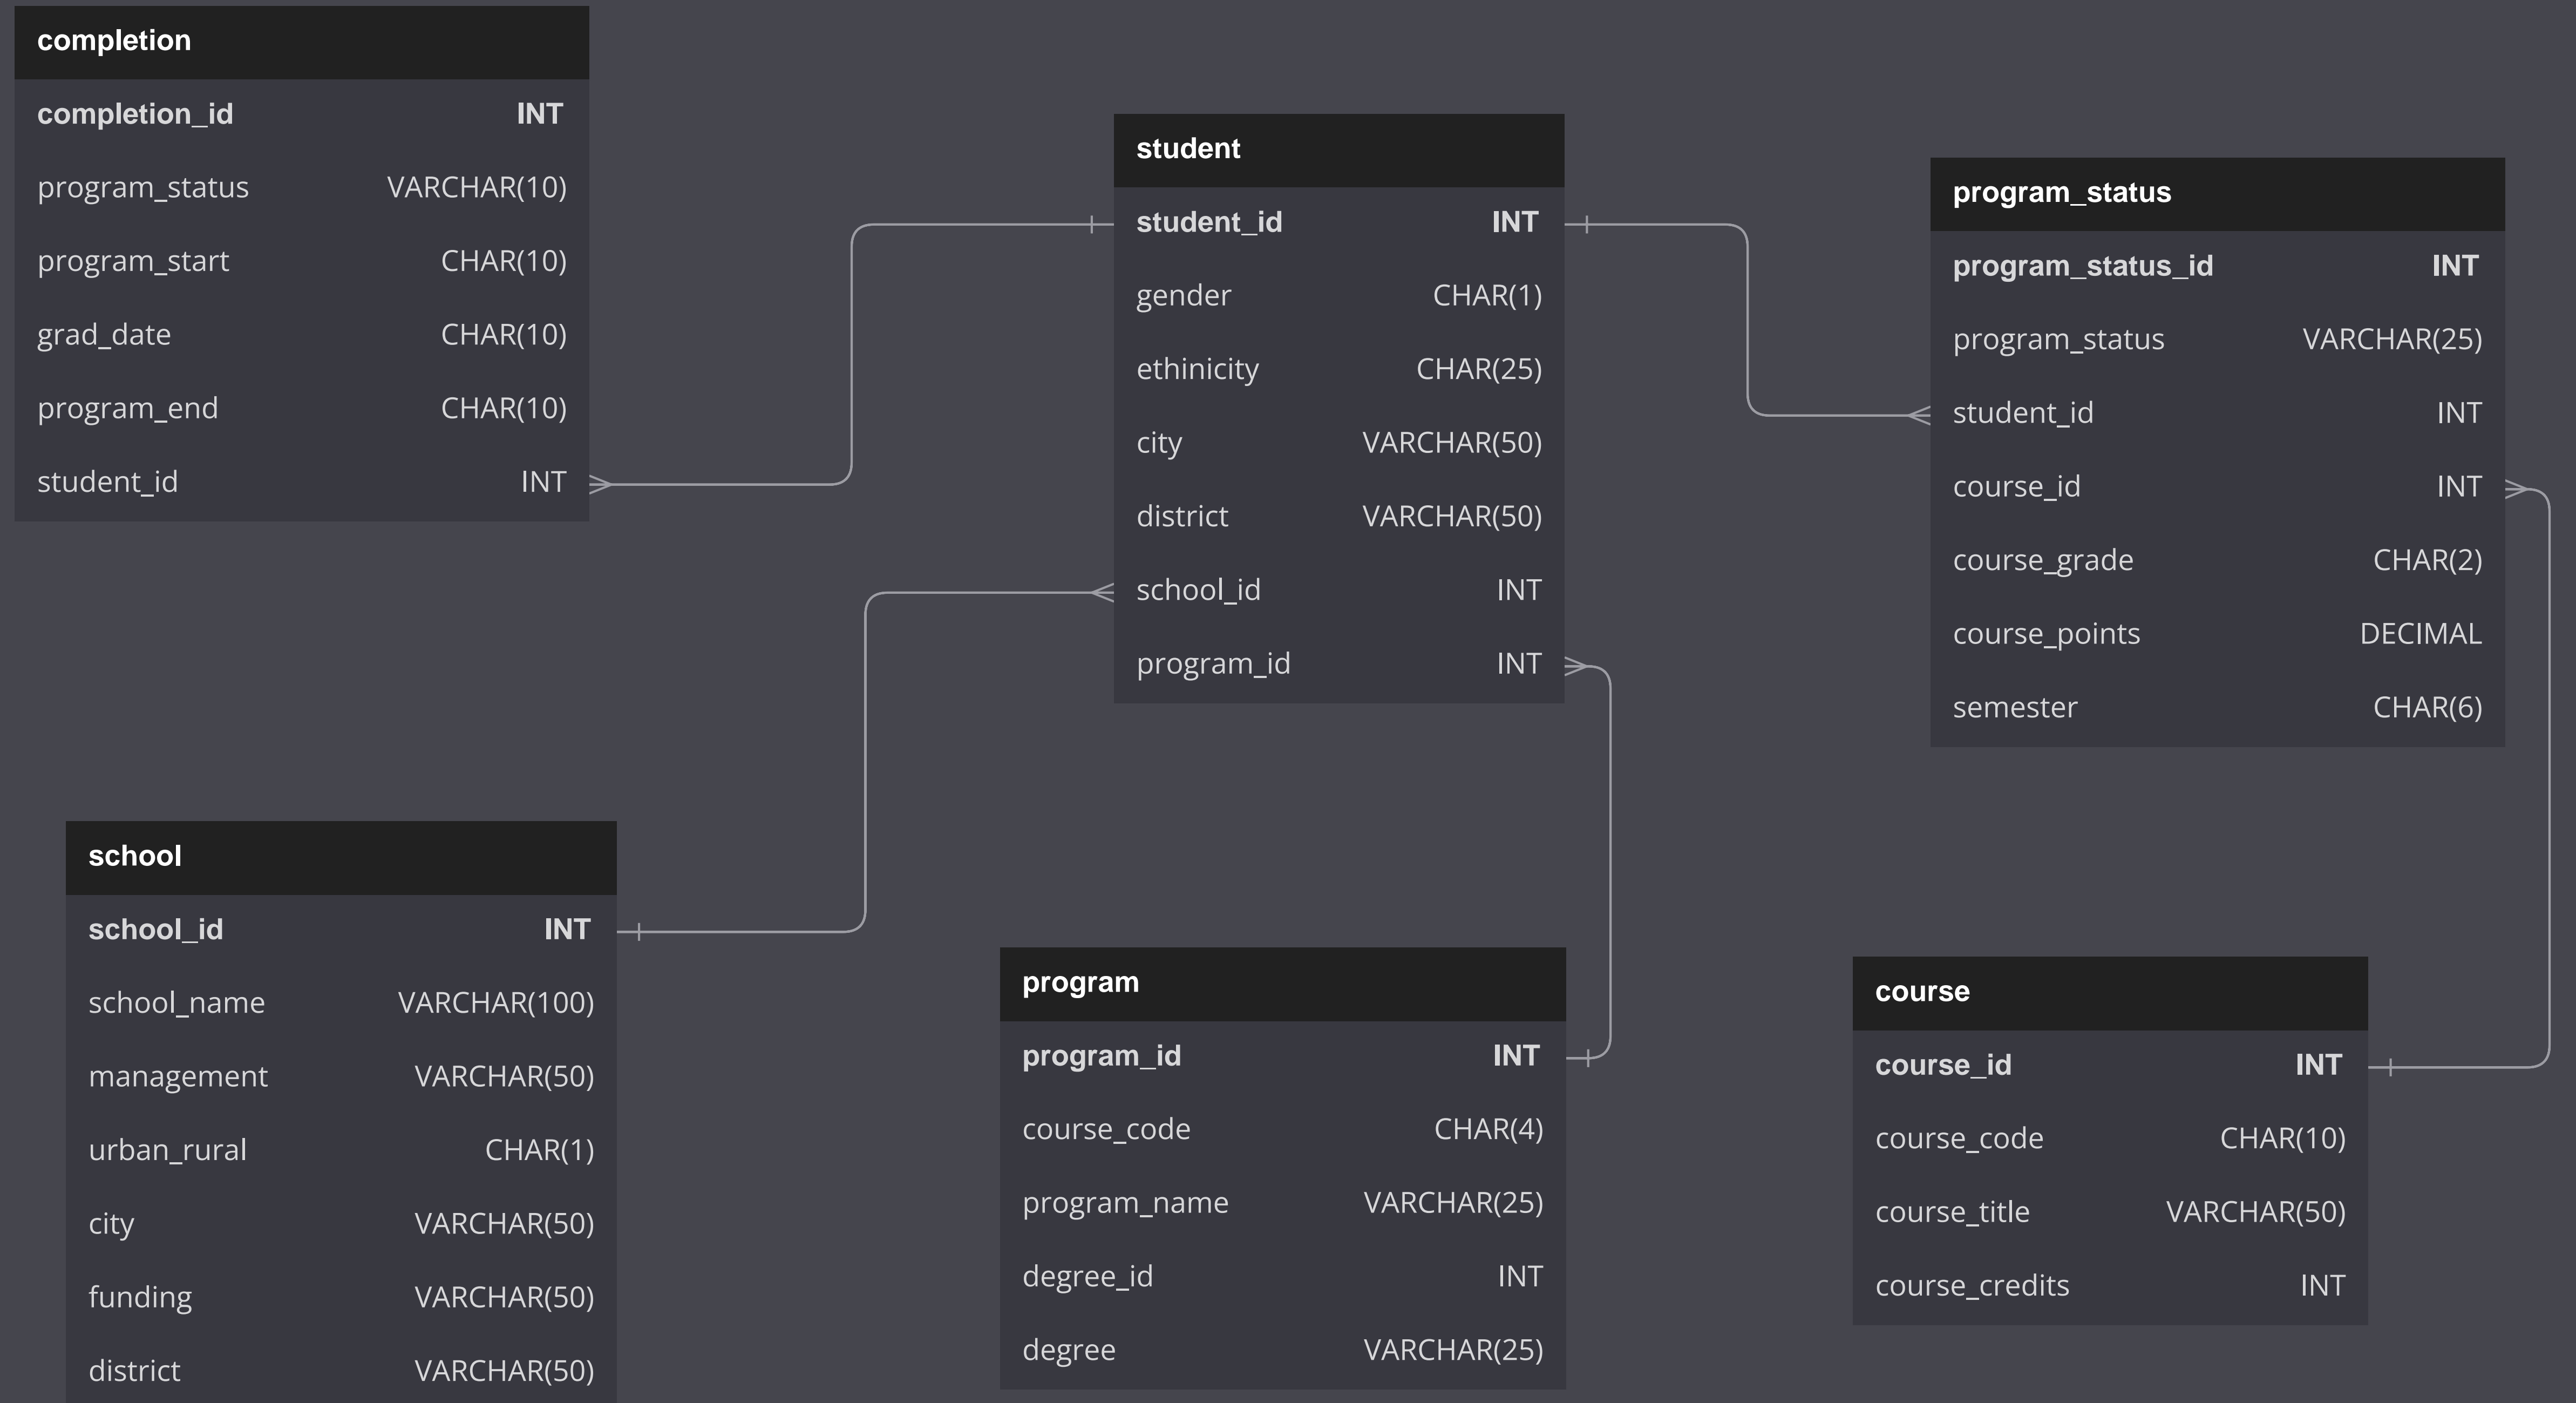 completion
completion_id INT
program_status VARCHAR(10)
program_start CHAR(10)
grad_date CHAR(10)
program_end CHAR(10)
student_id INT
student
student_id INT
gender CHAR(1)
ethinicity CHAR(25)
city VARCHAR(50)
district VARCHAR(50)
school_id INT
program_id INT
program_status
program_status_id INT
program_status VARCHAR(25)
student_id INT
course_id INT
course_grade CHAR(2)
course_points DECIMAL
semester CHAR(6)
school
school_id INT
school_name VARCHAR(100)
management VARCHAR(50)
urban_rural CHAR(1)
city VARCHAR(50)
funding VARCHAR(50)
district VARCHAR(50)
program
program_id INT
course_code CHAR(4)
program_name VARCHAR(25)
degree_id INT
degree VARCHAR(25)
course
course_id INT
course_code CHAR(10)
course_title VARCHAR(50)
course_credits INT